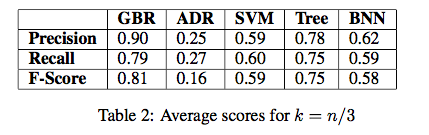 GBR ADR SVM Tree BNN
Precision 0.90 0.25 0.59 0.78 0.62
Recall 0.79 0.27 0.60 0.75 0.59
F-Score 0.81 0.16 0.59 0.75 0.58
Table 2: Average scores for k = n/3